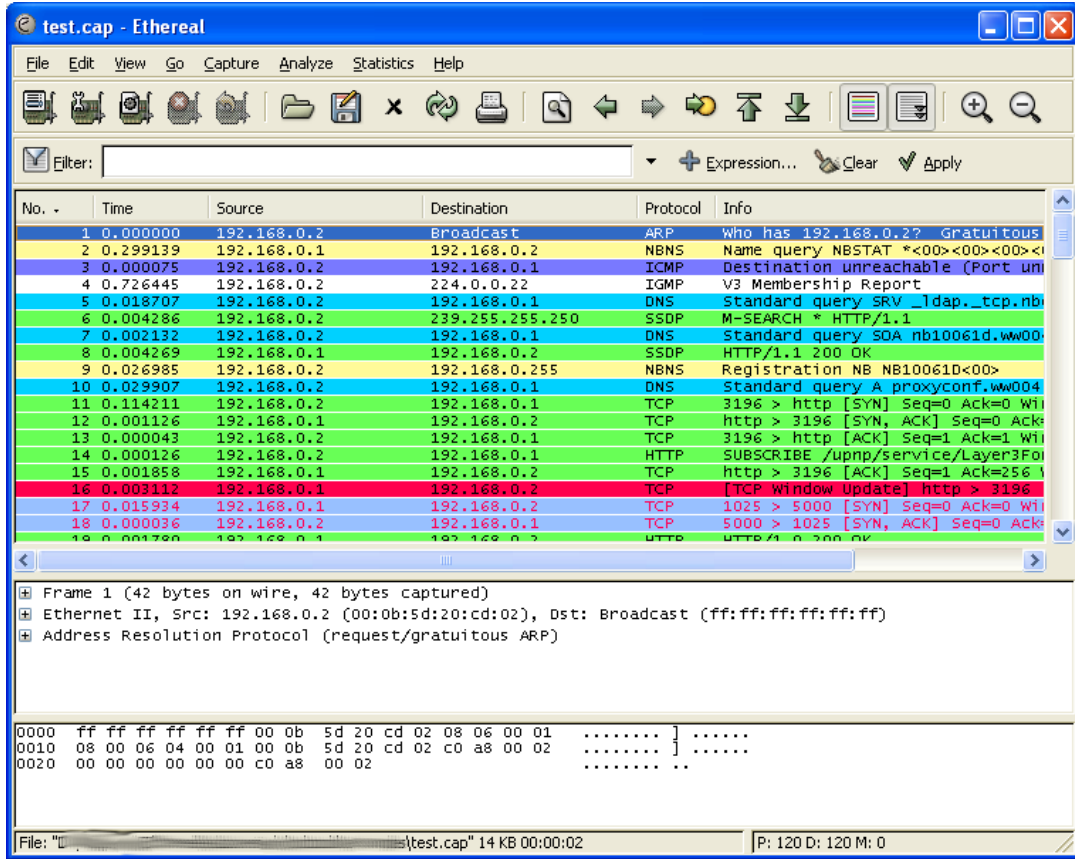 test.cap - Ethereal
File Edit View Go Capture Analyze Statistics Help
Filter: Expression... Clear Apply
No. Time Source Destination Protocol Info
1 0.000000 192.168.0.2 Broadcast ARP Who has 192.168.0.2? Gratuitous
2 0.299139 192.168.0.1 192.168.0.2 NBNS Name query NBSTAT *<00><00><00><
3 0.000075 192.168.0.2 192.168.0.1 ICMP Destination unreachable (Port un
4 0.726445 192.168.0.2 224.0.0.22 IGMP V3 Membership Report
5 0.018707 192.168.0.2 192.168.0.1 DNS Standard query SRV _ldap._tcp.nb
6 0.004286 192.168.0.2 239.255.255.250 SSDP M-SEARCH * HTTP/1.1
7 0.002132 192.168.0.2 192.168.0.1 DNS Standard query SOA nb10061d.ww00
8 0.004269 192.168.0.1 192.168.0.2 SSDP HTTP/1.1 200 OK
9 0.026985 192.168.0.2 192.168.0.255 NBNS Registration NB NB10061D<00>
10 0.029907 192.168.0.2 192.168.0.1 DNS Standard query A proxyconf.ww004
11 0.114211 192.168.0.2 192.168.0.1 TCP 3196 > http [SYN] Seq=0 Ack=0 Wi
12 0.001126 192.168.0.1 192.168.0.2 TCP http > 3196 [SYN, ACK] Seq=0 Ack=
13 0.000043 192.168.0.2 192.168.0.1 TCP 3196 > http [ACK] Seq=1 Ack=1 Wi
14 0.000126 192.168.0.2 192.168.0.1 HTTP SUBSCRIBE /upnp/service/Layer3Fo
15 0.001858 192.168.0.1 192.168.0.2 TCP http > 3196 [ACK] Seq=1 Ack=256
16 0.003112 192.168.0.1 192.168.0.2 TCP [TCP Window Update] http > 3196
17 0.015934 192.168.0.1 192.168.0.2 TCP 1025 > 5000 [SYN] Seq=0 Ack=0 Wi
18 0.000036 192.168.0.2 192.168.0.1 TCP 5000 > 1025 [SYN, ACK] Seq=0 Ack=
19 0.001780 192.168.0.1 192.168.0.2 HTTP HTTP/1.0 200 OK
Frame 1 (42 bytes on wire, 42 bytes captured)
Ethernet II, Src: 192.168.0.2 (00:0b:5d:20:cd:02), Dst: Broadcast (ff:ff:ff:ff:ff:ff)
Address Resolution Protocol (request/gratuitous ARP)
0000 ff ff ff ff ff ff 00 0b 5d 20 cd 02 08 06 00 01 ........ ] ......
0010 08 00 06 04 00 01 00 0b 5d 20 cd 02 c0 a8 00 02 ........ ] ......
0020 00 00 00 00 00 00 c0 a8 00 02 ........ ..
File: "D s\test.cap" 14 KB 00:00:02 P: 120 D: 120 M: 0